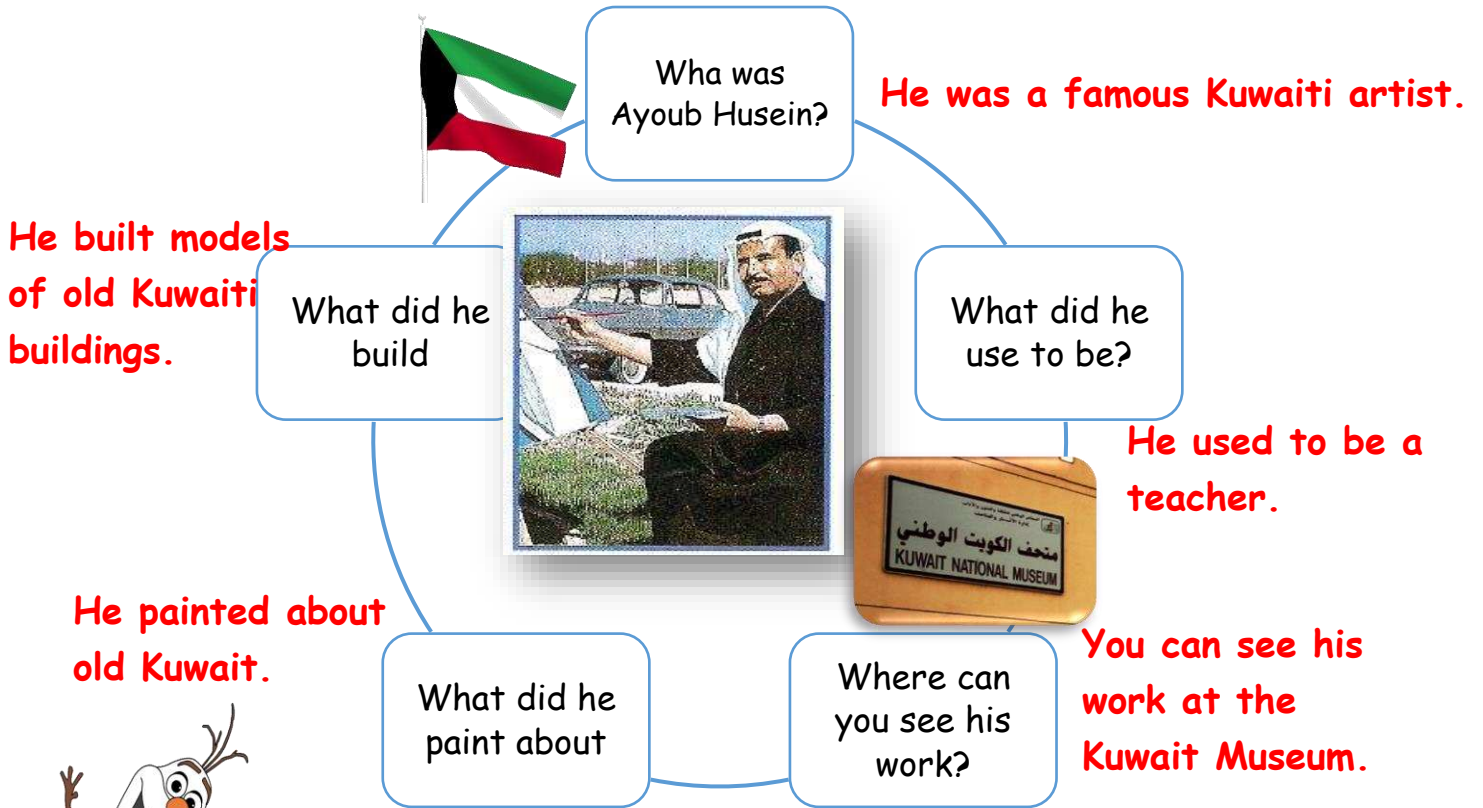 Wha was
Ayoub Husein?
He was a famous Kuwaiti artist.
What did he
use to be?
He used to be a
teacher.
متحف الكويت الوطني
KUWAIT NATIONAL MUSEUM
Where can
you see his
work?
You can see his
work at the
Kuwait Museum.
What did he
paint about
He painted about
old Kuwait.
What did he
build
He built models
of old Kuwaiti
buildings.